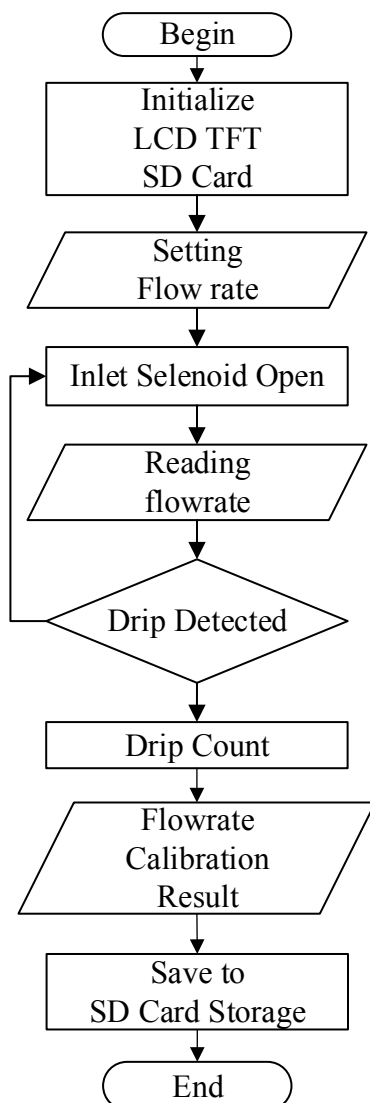 Begin
Initialize
LCD TFT
SD Card
Setting
Flow rate
Inlet Selenoid Open
Reading
flowrate
Drip Detected
Drip Count
Flowrate
Calibration
Result
Save to
SD Card Storage
End